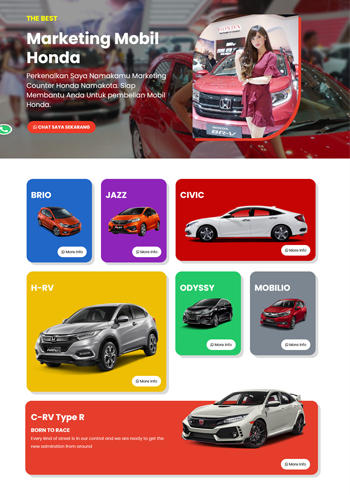 THE BEST
Marketing Mobil
Honda
Perkenalkan Saya Namakamu Marketing
Counter Honda Namakota. Siap
Membantu Anda Untuk pembelian Mobil
Honda.
CHAT SAYA SEKARANG
HONDA
BR-V
BRIO
More Info
JAZZ
More Info
CIVIC
More Info
H-RV
More Info
ODYSSY
More Info
MOBILIO
More Info
C-RV Type R
BORN TO RACE
Every kind of street is in our control and we are ready to get the
new admiration from around
More Info